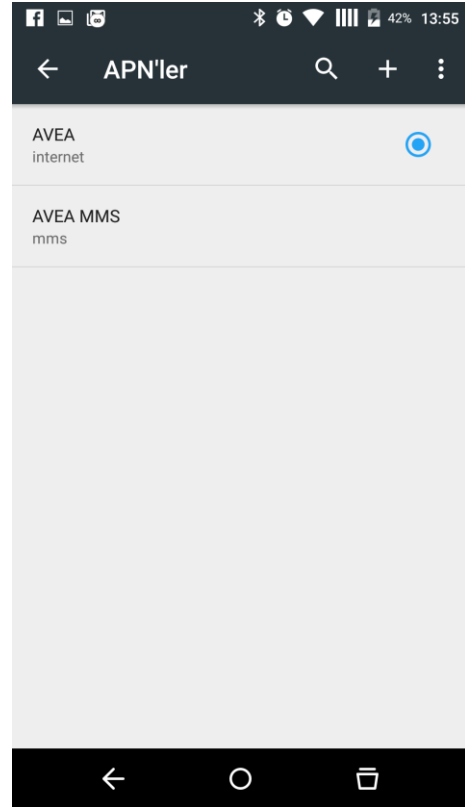 42% 13:55
APN'ler
AVEA
internet
AVEA MMS
mms